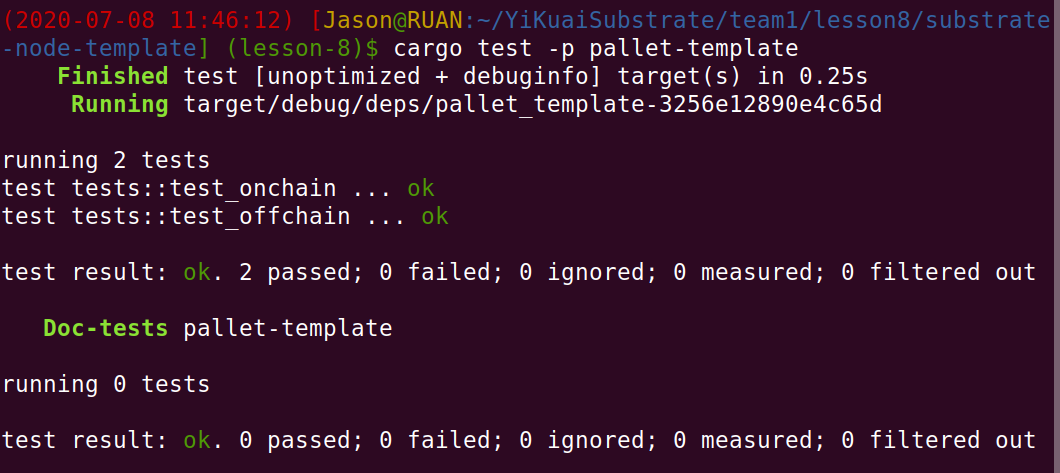 (2020-07-08 11:46:12) [Jason@RUAN:~/YiKuaiSubstrate/team1/lesson8/substrate
-node-template] (lesson-8)$ cargo test -p pallet-template
    Finished test [unoptimized + debuginfo] target(s) in 0.25s
     Running target/debug/deps/pallet_template-3256e12890e4c65d
running 2 tests
test tests::test_onchain ... ok
test tests::test_offchain ... ok
test result: ok. 2 passed; 0 failed; 0 ignored; 0 measured; 0 filtered out
   Doc-tests pallet-template
running 0 tests
test result: ok. 0 passed; 0 failed; 0 ignored; 0 measured; 0 filtered out